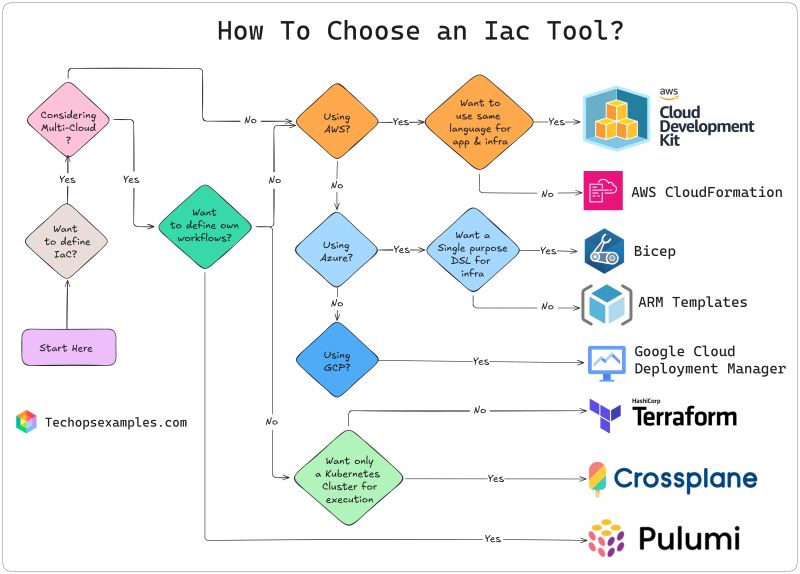 How To Choose an Iac Tool?
Considering
Multi-Cloud
?
No
Using
AWS?
Yes
Want to
use same
language for
app & infra
Yes
aws
Cloud
Development
Kit
Yes
Yes
No
No
No
AWS CloudFormation
Want
to define
IaC?
Want
to define own
workflows?
Using
Azure?
Yes
Want a
Single purpose
DSL for
infra
Yes
Bicep
No
No
ARM Templates
Start Here
Using
GCP?
Yes
Google Cloud
Deployment Manager
Techopsexamples.com
No
No
HashiCorp
Terraform
Want only
a Kubernetes
Cluster for
execution
Yes
Crossplane
Yes
Pulumi